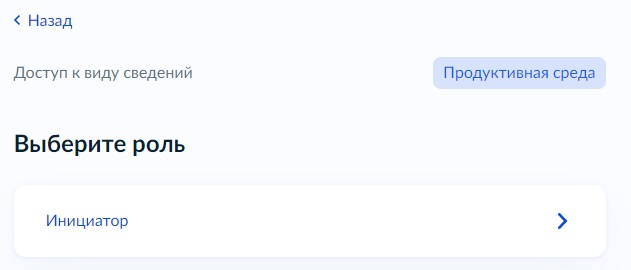 Назад
Доступ к виду сведений
Продуктивная среда
Выберите роль
Инициатор